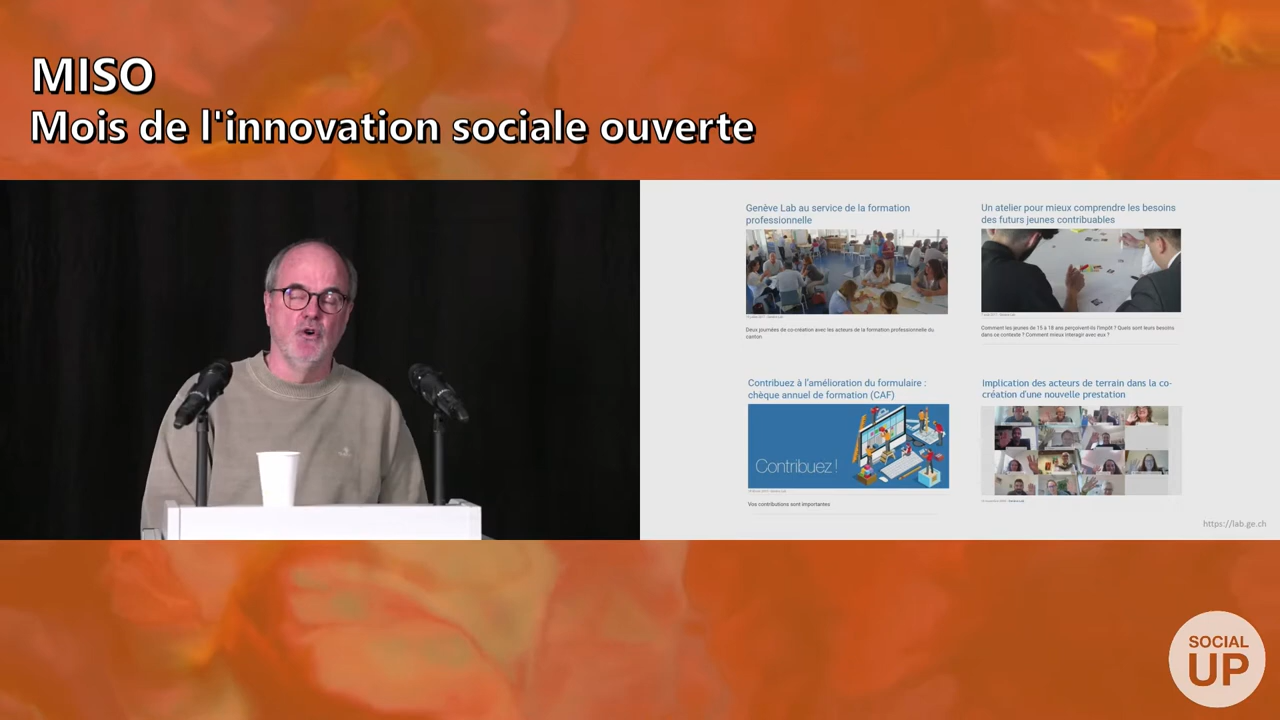 MISO
Mois de l'innovation sociale ouverte
Genève Lab au service de la formation
professionnelle
Deux journées de co-création avec les acteurs de la formation professionnelle du
canton
Un atelier pour mieux comprendre les besoins
des futurs jeunes contribuables
Comment les jeunes de 15 à 18 ans perçoivent-ils l'impôt ? Quels sont leurs besoins
dans ce contexte ? Comment mieux interagir avec eux ?
Contribuez à l'amélioration du formulaire :
chèque annuel de formation (CAF)
Contribuez !
Vos contributions sont importantes
Implication des acteurs de terrain dans la co-
création d'une nouvelle prestation
https://lab.ge.ch
SOCIAL
UP